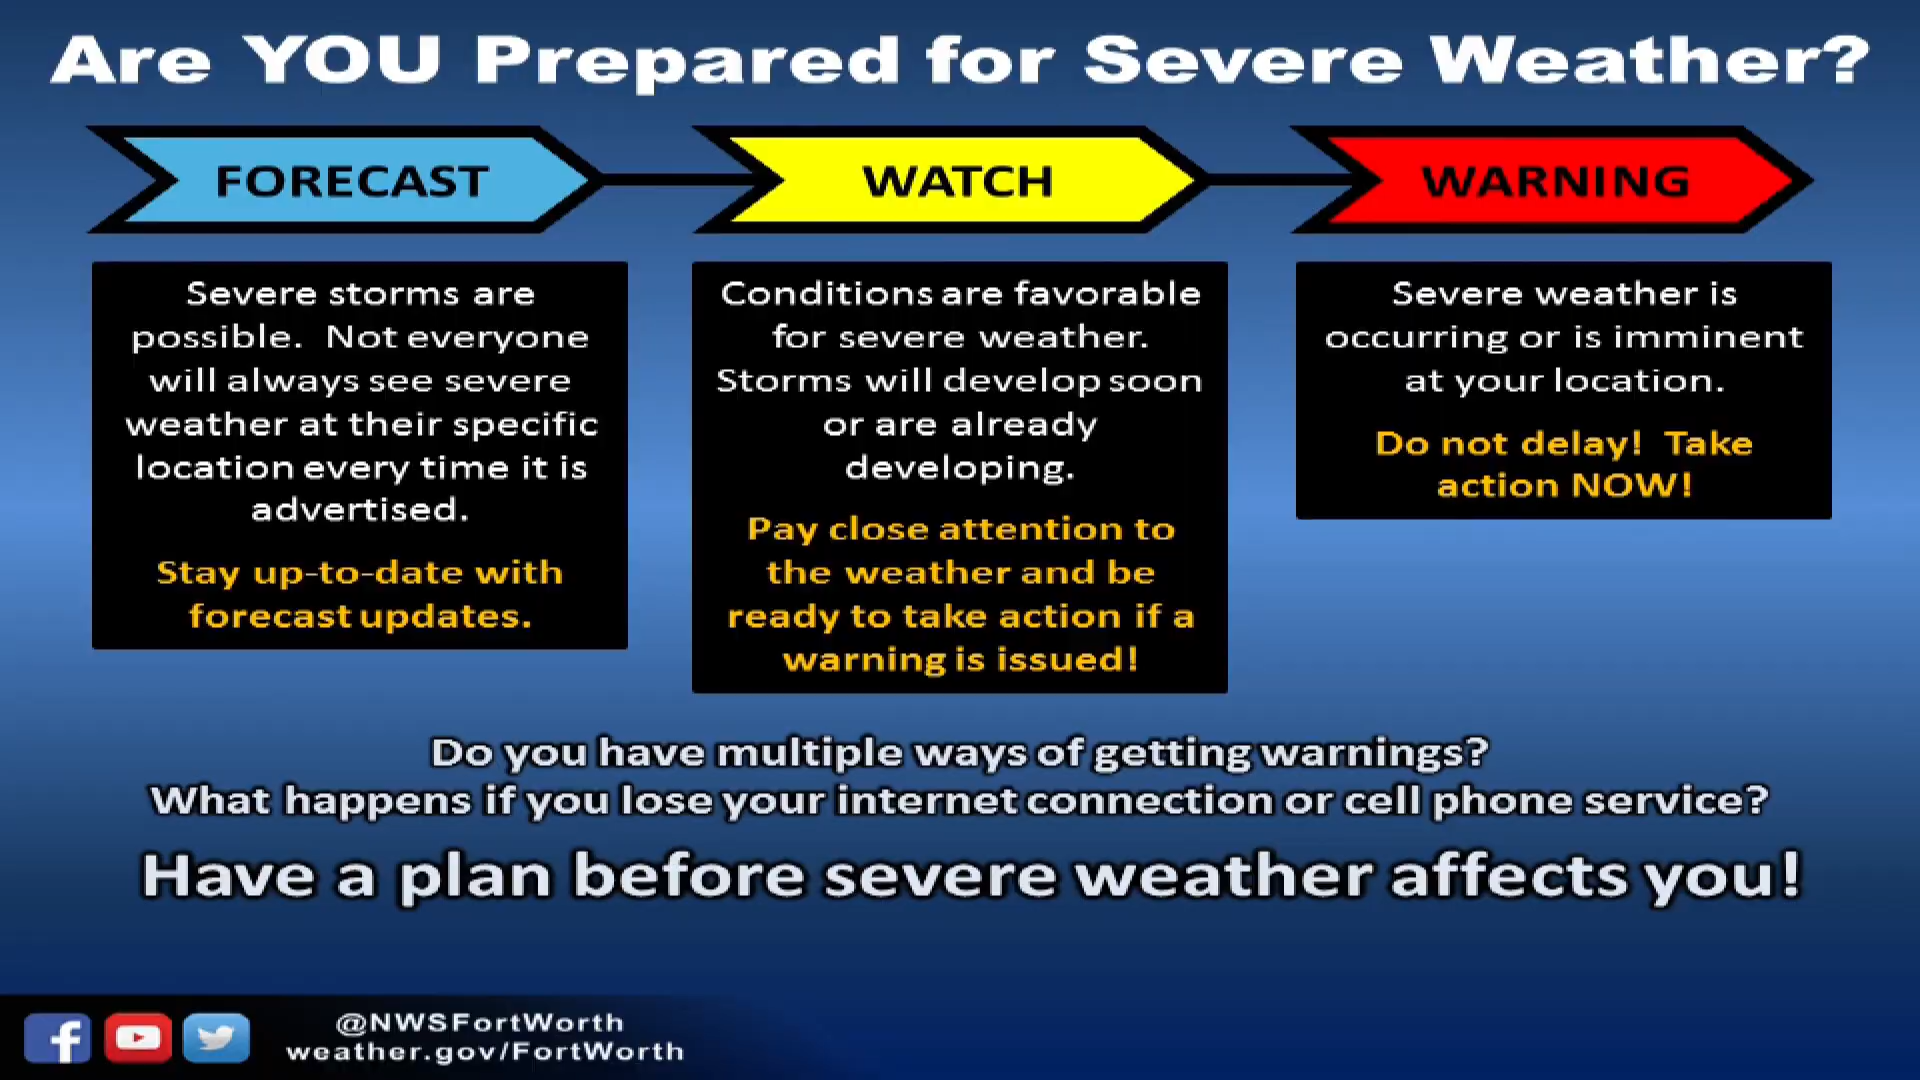 Are YOU Prepared for Severe Weather?
FORECAST
WATCH
WARNING
Severe storms are
possible. Not everyone
will always see severe
weather at their specific
location every time it is
advertised.
Stay up-to-date with
forecast updates.
Conditions are favorable
for severe weather.
Storms will develop soon
or are already
developing.
Pay close attention to
the weather and be
ready to take action if a
warning is issued!
Severe weather is
occurring or is imminent
at your location.
Do not delay! Take
action NOW!
Do you have multiple ways of getting warnings?
What happens if you lose your internet connection or cell phone service?
Have a plan before severe weather affects you!
@NWSFortWorth
weather.gov/FortWorth